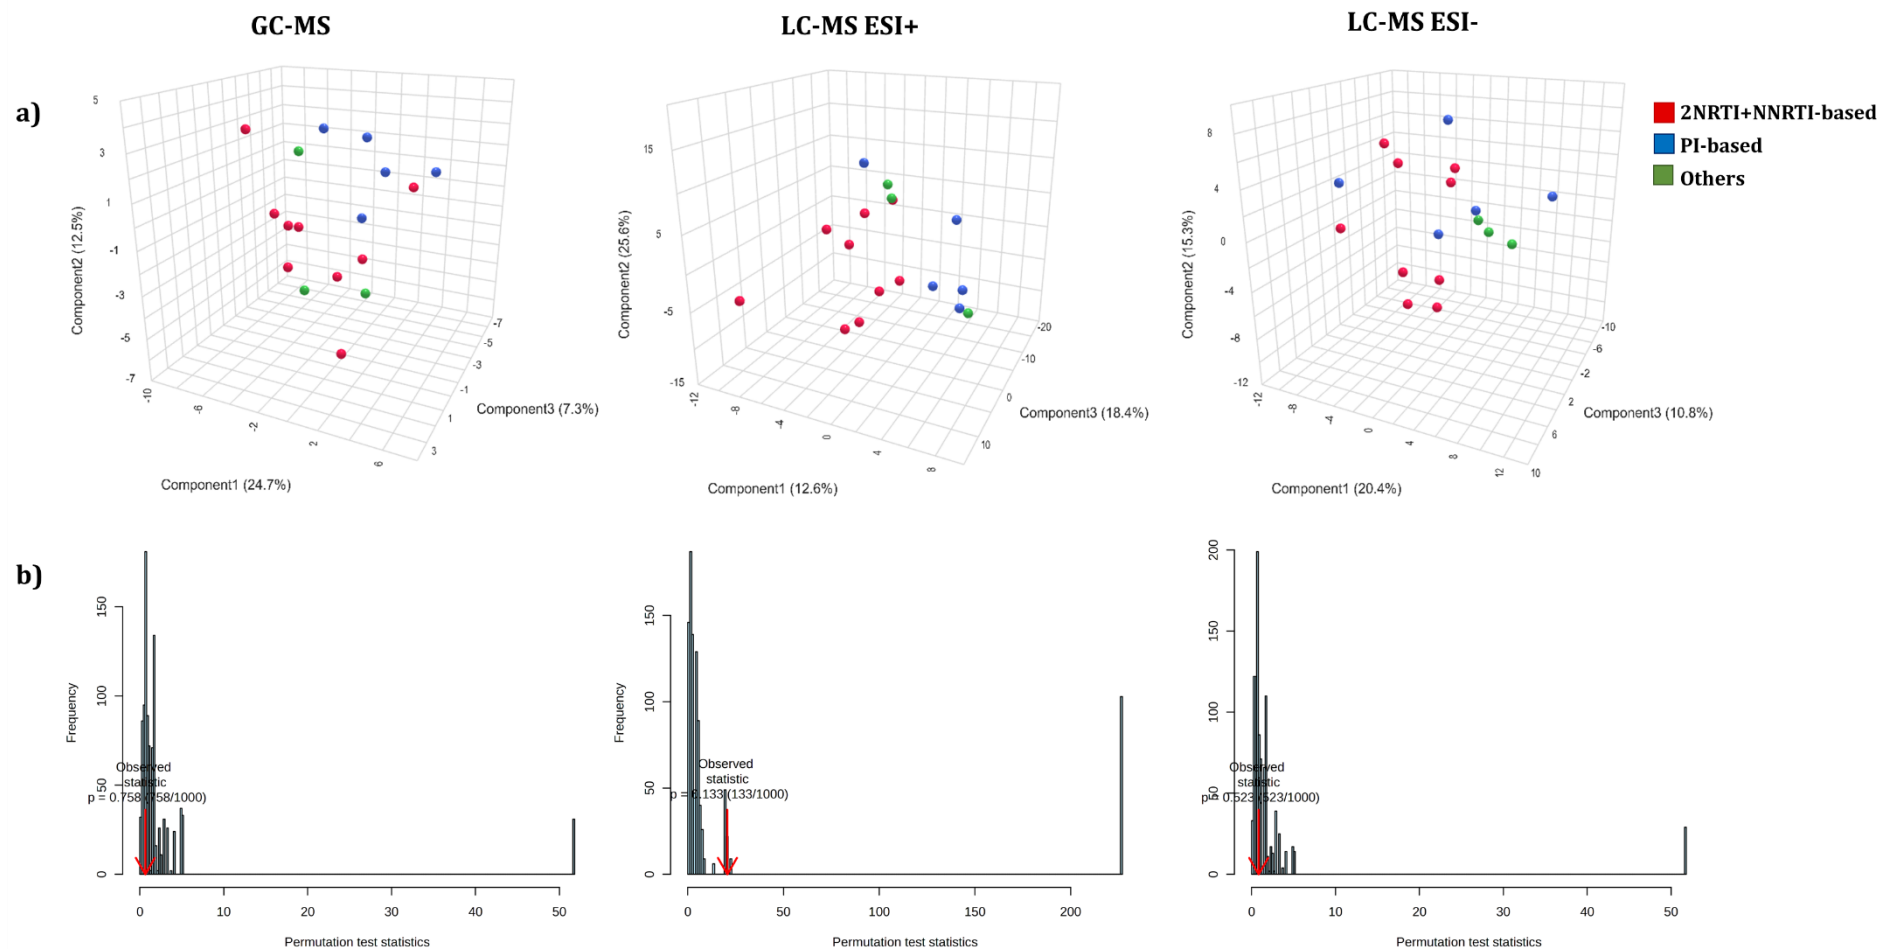 GC-MS
LC-MS ESI+
LC-MS ESI-
a)
2NRTI+NNRTI-based
PI-based
Others
5
3
1
-1
-3
-5
-7
Component2 (12.5%)
-10
-6
-2
2
6
Component1 (24.7%)
-7
-5
-3
-1
1
3
Component3 (7.3%)
15
5
-5
-15
Component2 (25.6%)
-12
-8
-4
0
4
8
Component1 (12.6%)
-20
-10
0
10
Component3 (18.4%)
8
4
0
-4
-8
-12
Component2 (15.3%)
-12
-8
-4
0
4
8
12
Component1 (20.4%)
-10
-6
-2
2
6
10
Component3 (10.8%)
b)
Frequency
0
50
100
150
Observed
statistic
p = 0.758 (758/1000)
0 10 20 30 40 50
Permutation test statistics
Frequency
0
50
100
150
Observed
statistic
p = 0.133 (133/1000)
0 50 100 150 200
Permutation test statistics
0
50
100
150
200
Observed
statistic
p = 0.523 (523/1000)
0 10 20 30 40 50
Permutation test statistics